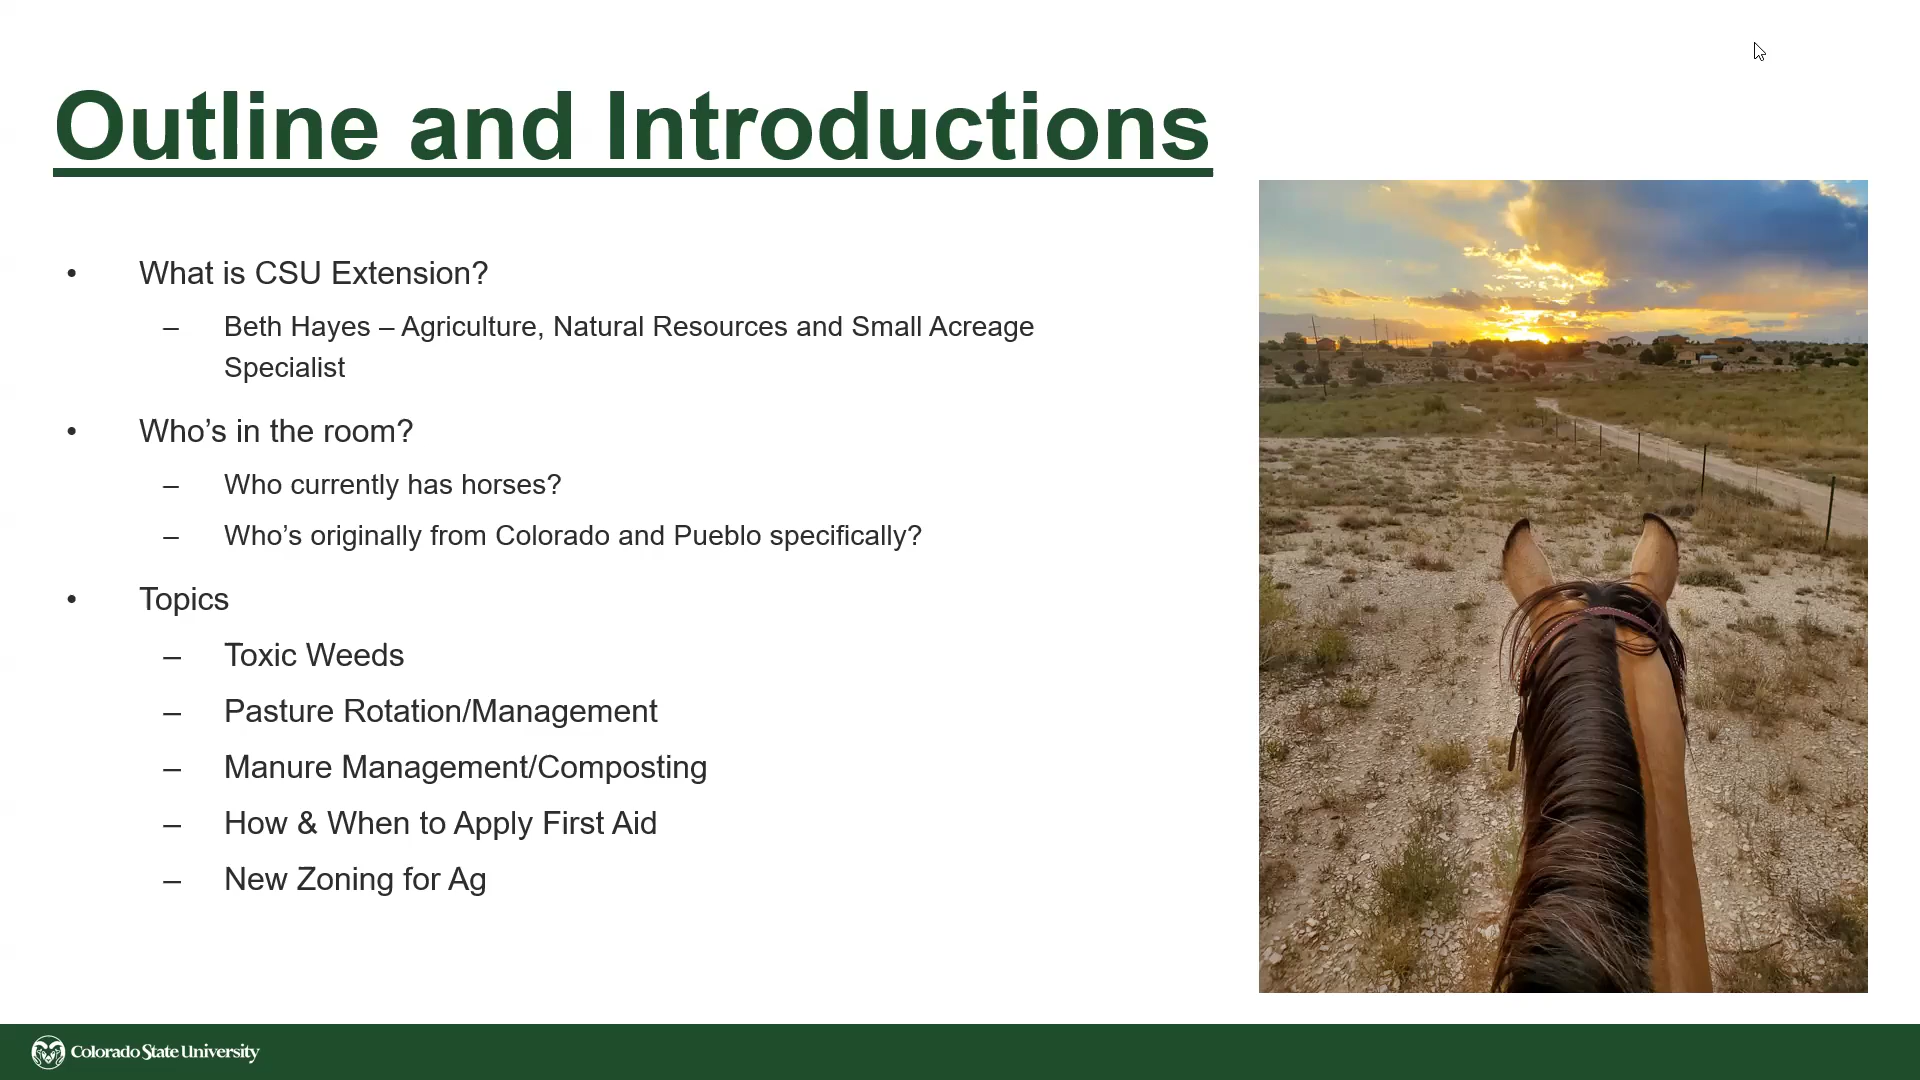 Outline and Introductions
• What is CSU Extension?
– Beth Hayes – Agriculture, Natural Resources and Small Acreage
Specialist
• Who’s in the room?
– Who currently has horses?
– Who’s originally from Colorado and Pueblo specifically?
• Topics
– Toxic Weeds
– Pasture Rotation/Management
– Manure Management/Composting
– How & When to Apply First Aid
– New Zoning for Ag
Colorado State University